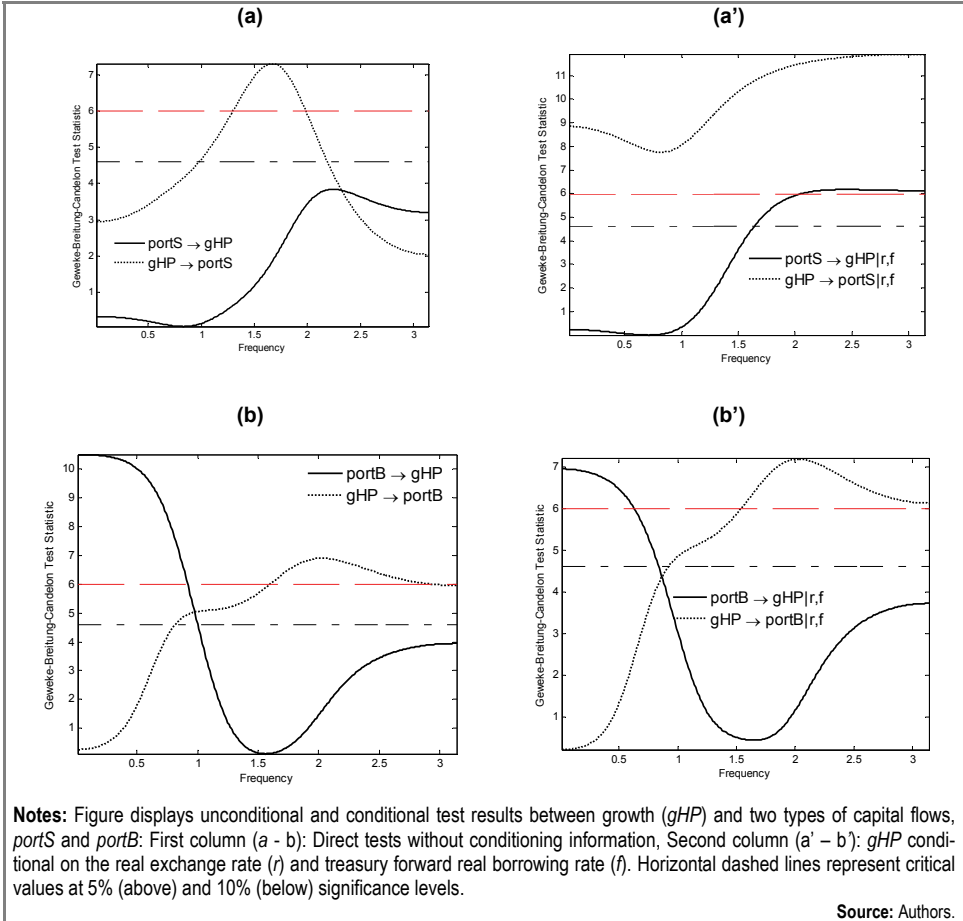 (a)
Geweke-Breitung-Candelon Test Statistic
7
6
5
4
3
2
1
portS → gHP
gHP → portS
0.5 1 1.5 2 2.5 3
Frequency
(a')
Geweke-Breitung-Candelon Test Statistic
11
10
9
8
7
6
5
4
3
2
1
portS → gHP|r,f
gHP → portS|r,f
0.5 1 1.5 2 2.5 3
Frequency
(b)
Geweke-Breitung-Candelon Test Statistic
10
9
8
7
6
5
4
3
2
1
portB → gHP
gHP → portB
0.5 1 1.5 2 2.5 3
Frequency
(b')
Geweke-Breitung-Candelon Test Statistic
7
6
5
4
3
2
1
portB → gHP|r,f
gHP → portB|r,f
0.5 1 1.5 2 2.5 3
Frequency
Notes: Figure displays unconditional and conditional test results between growth (gHP) and two types of capital flows,
portS and portB: First column (a - b): Direct tests without conditioning information, Second column (a' – b'): gHP condi-
tional on the real exchange rate (r) and treasury forward real borrowing rate (f). Horizontal dashed lines represent critical
values at 5% (above) and 10% (below) significance levels.
Source: Authors.